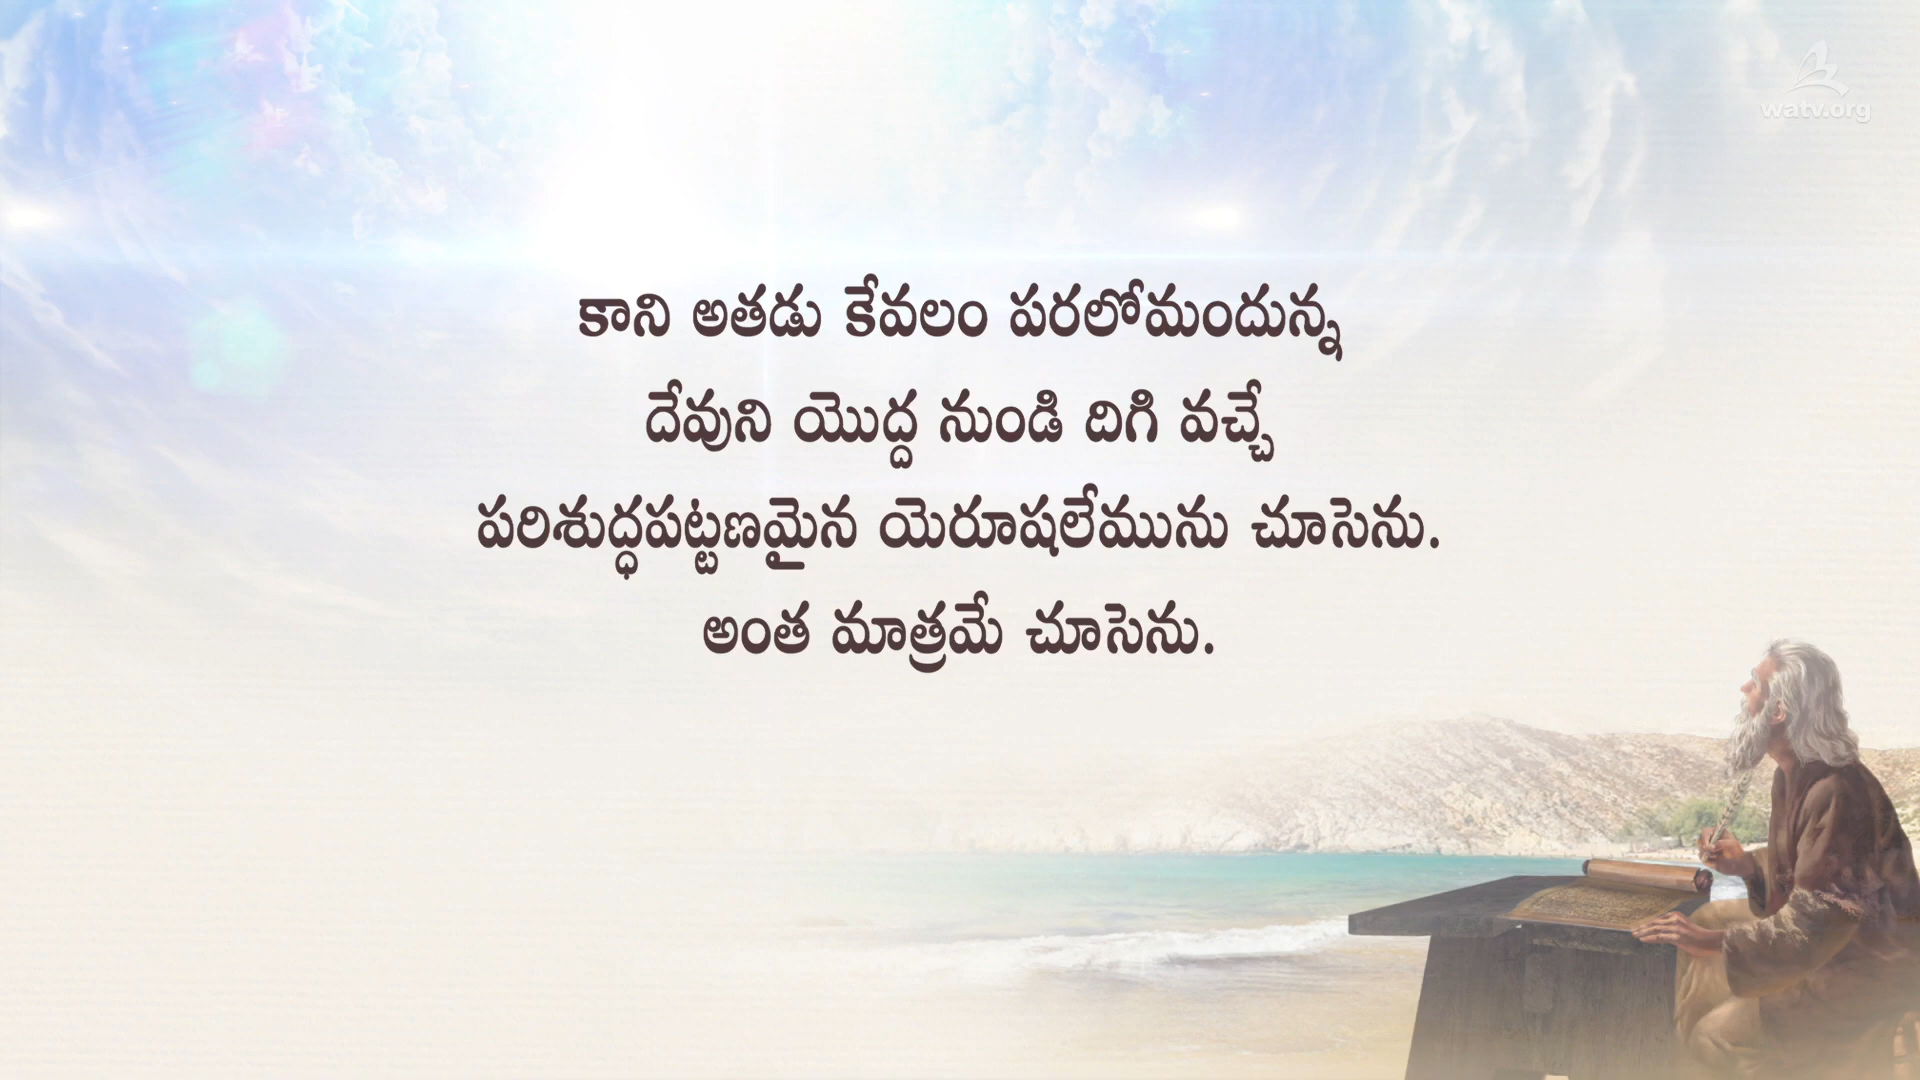 watv.org
కాని అతడు కేవలం పరలోమందున్న
దేవుని యొద్ద నుండి దిగి వచ్చే
పరిశుద్ధపట్టణమైన యెరూషలేమును చూసెను.
అంత మాత్రమే చూసెను.